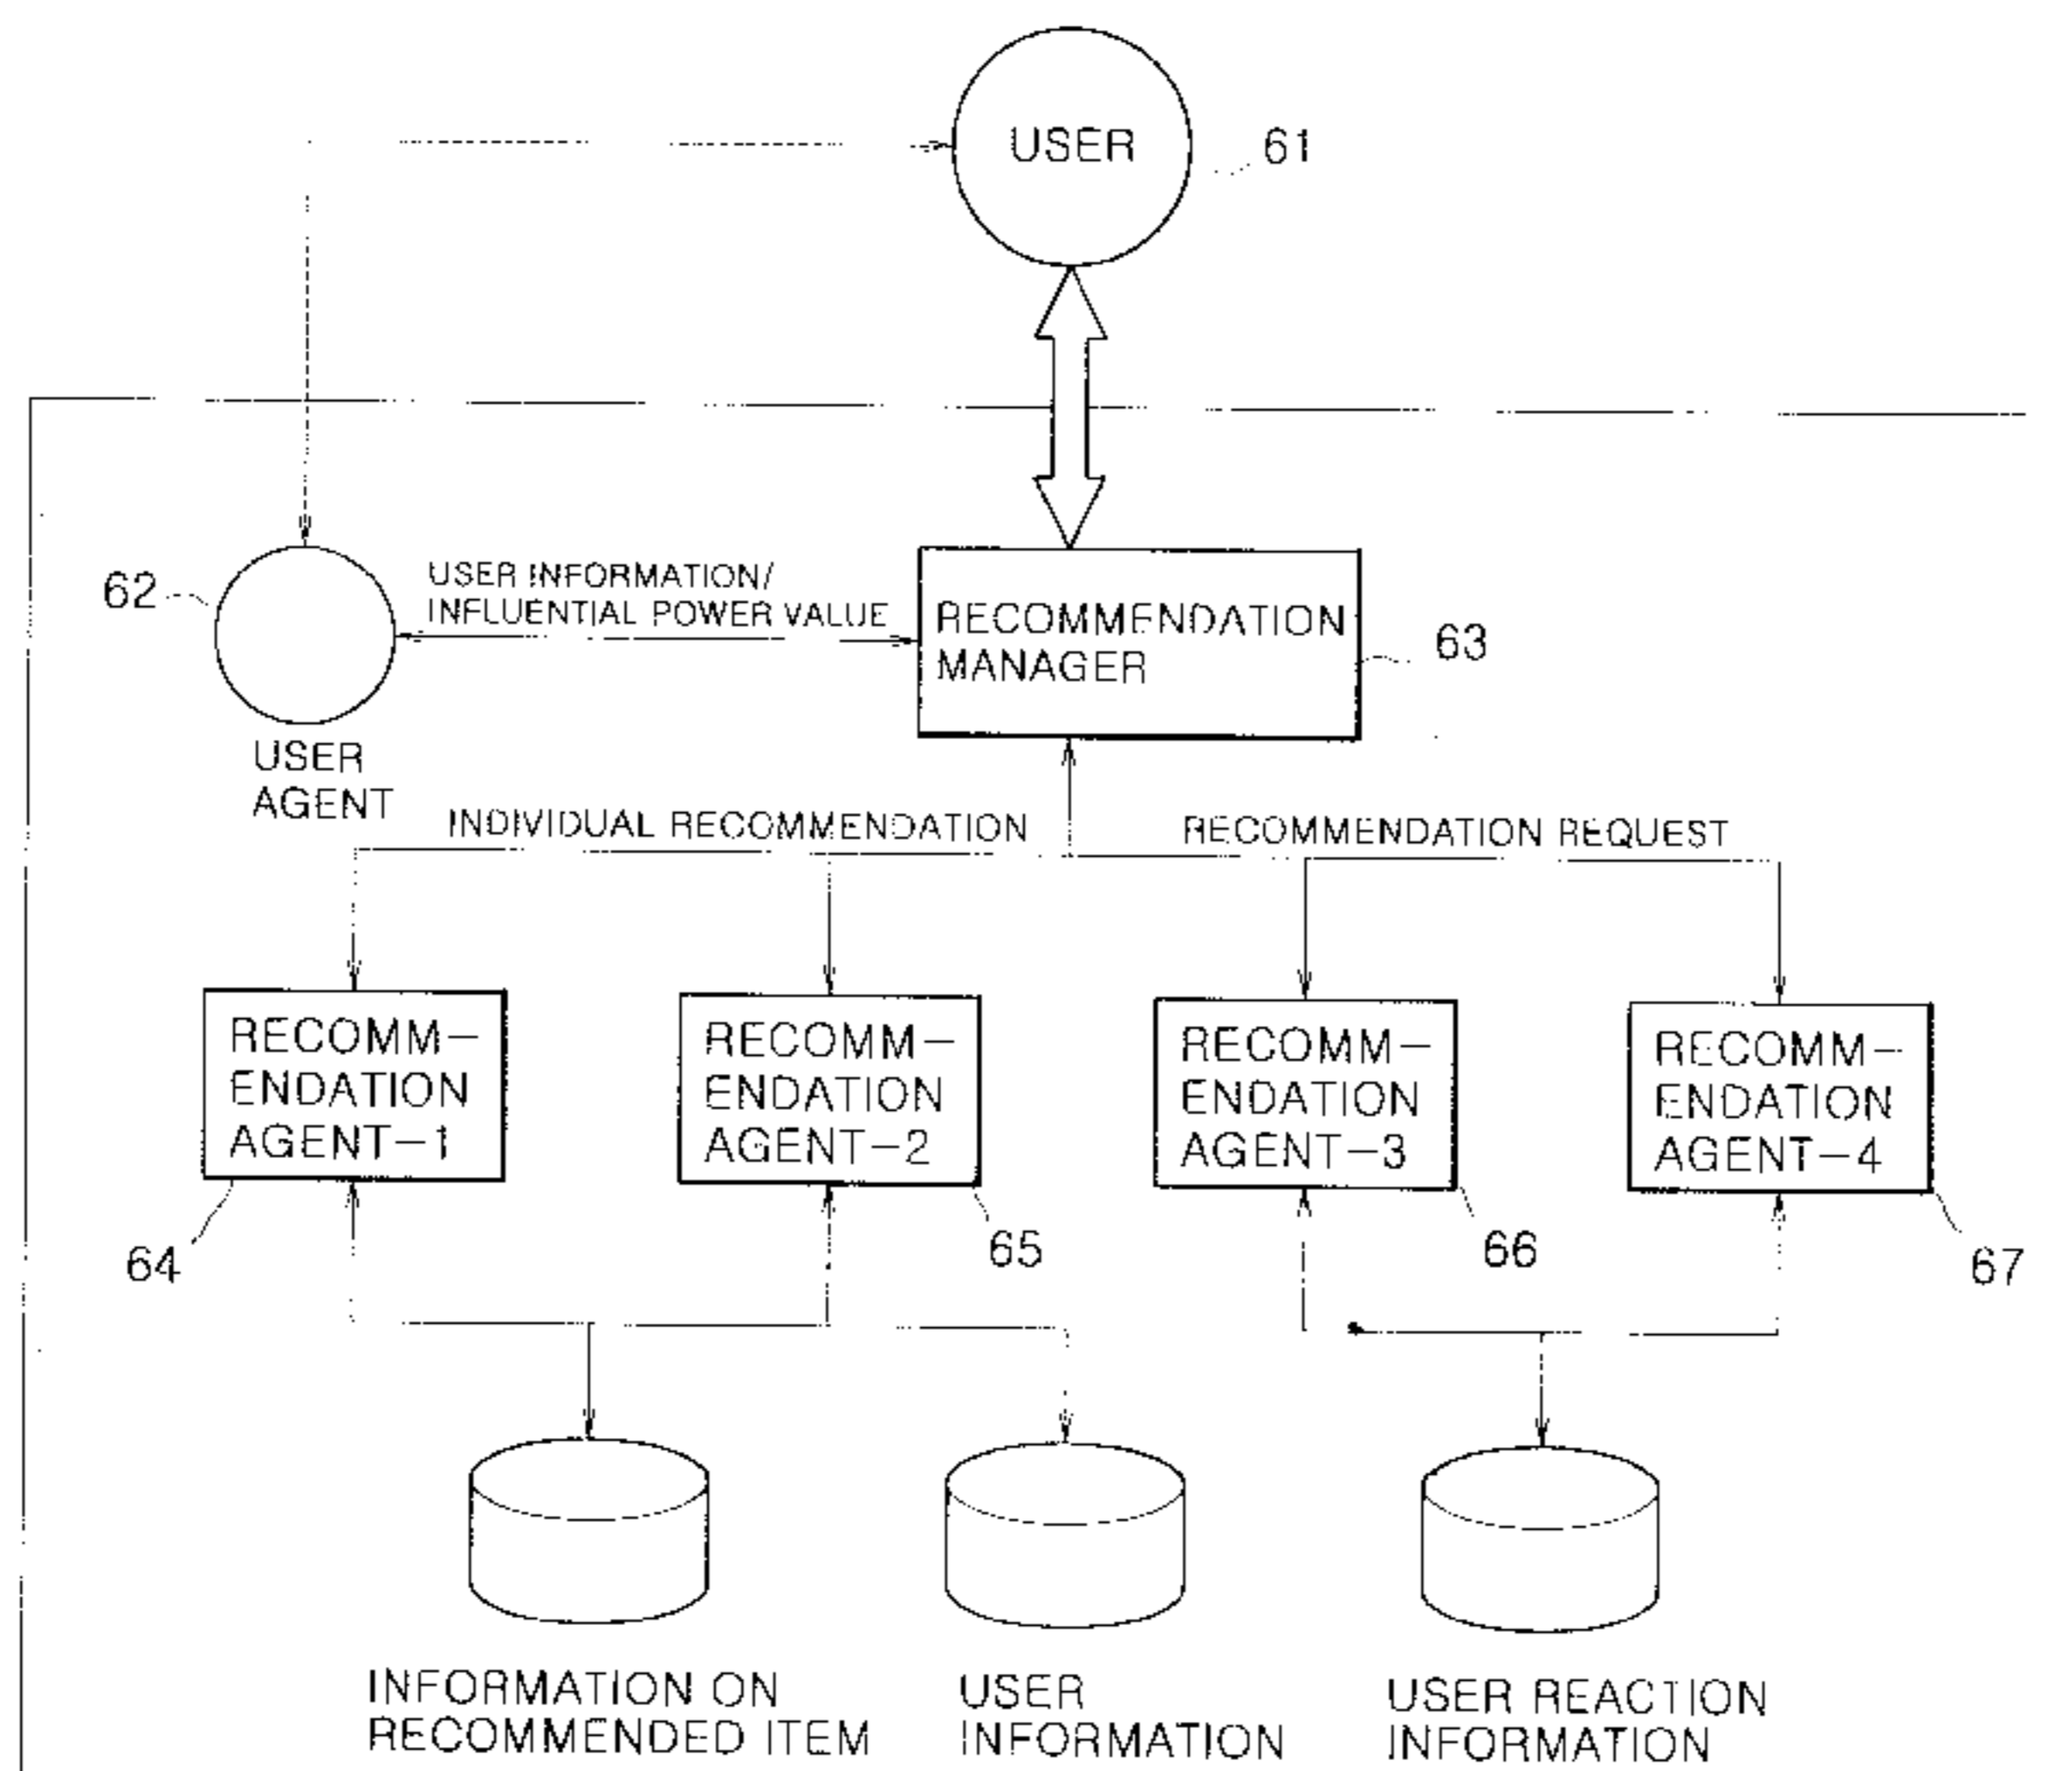 USER
61
62
USER INFORMATION/
INFLUENTIAL POWER VALUE
RECOMMENDATION
MANAGER
63
USER
AGENT
INDIVIDUAL RECOMMENDATION
RECOMMENDATION REQUEST
RECOMM-
ENDATION
AGENT-1
RECOMM-
ENDATION
AGENT-2
RECOMM-
ENDATION
AGENT-3
RECOMM-
ENDATION
AGENT-4
64
65
66
67
INFORMATION ON
RECOMMENDED ITEM
USER
INFORMATION
USER REACTION
INFORMATION